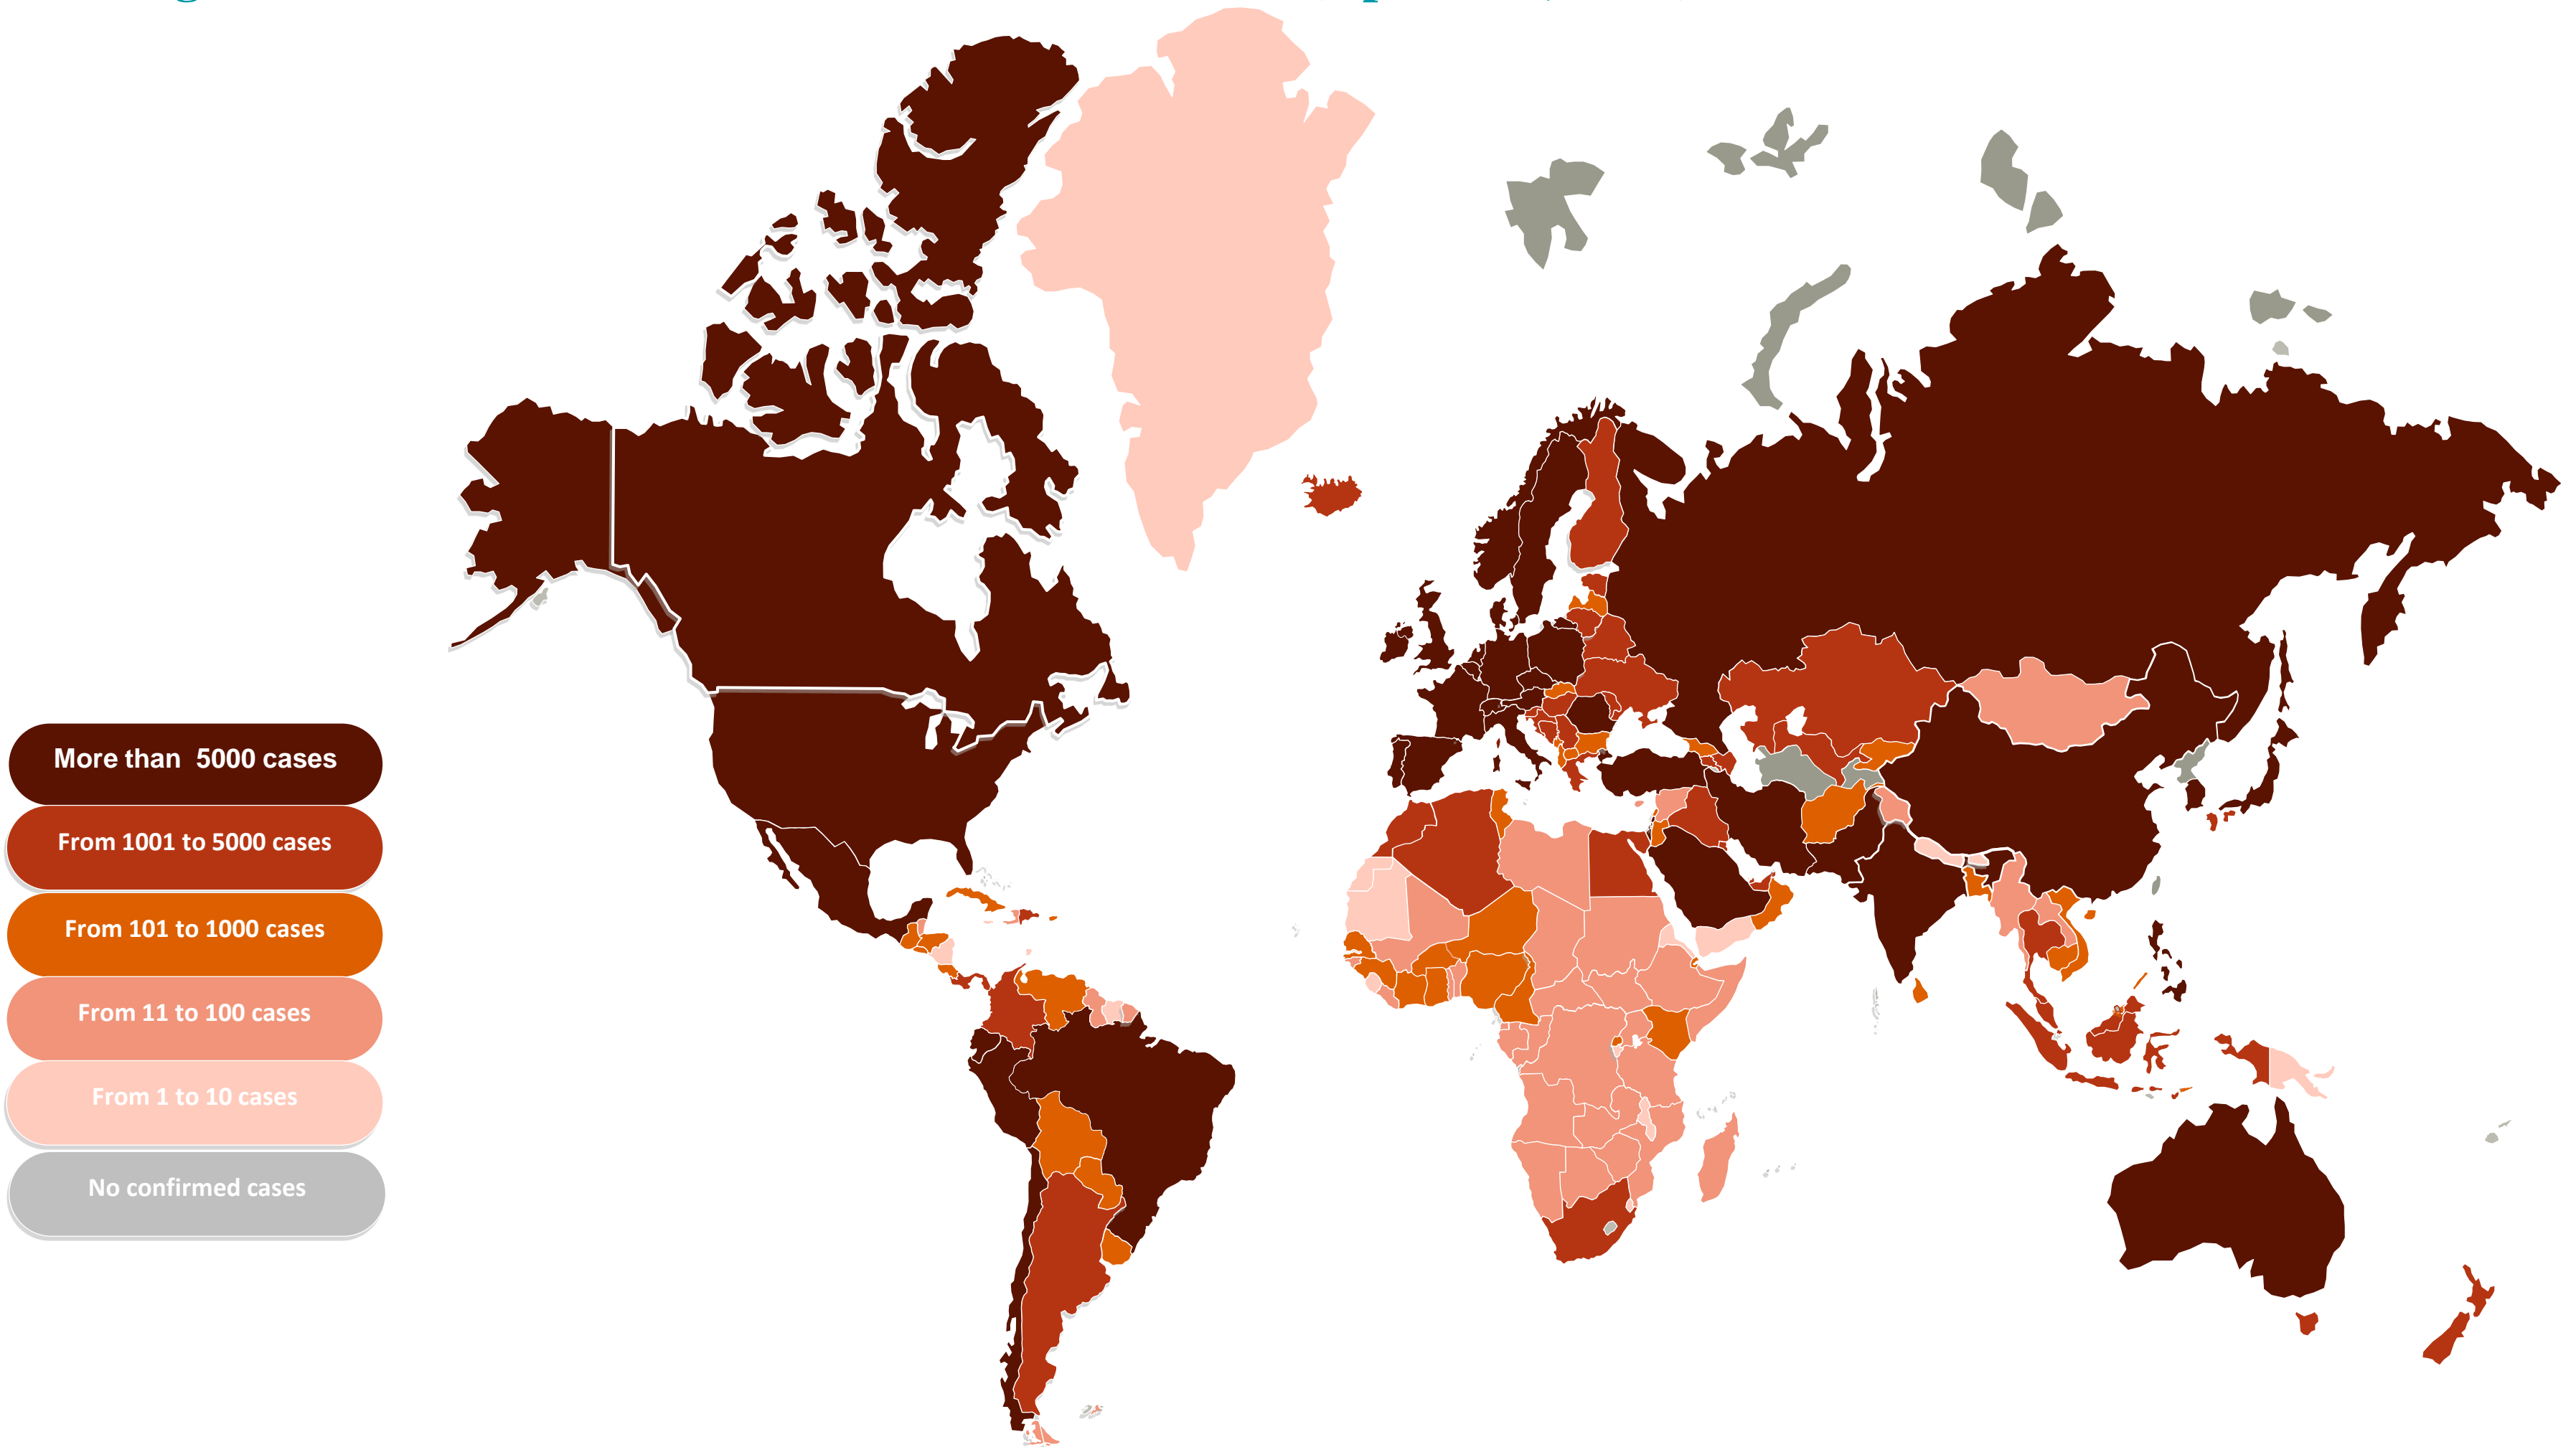 More than 5000 cases
From 1001 to 5000 cases
From 101 to 1000 cases
From 11 to 100 cases
From 1 to 10 cases
No confirmed cases